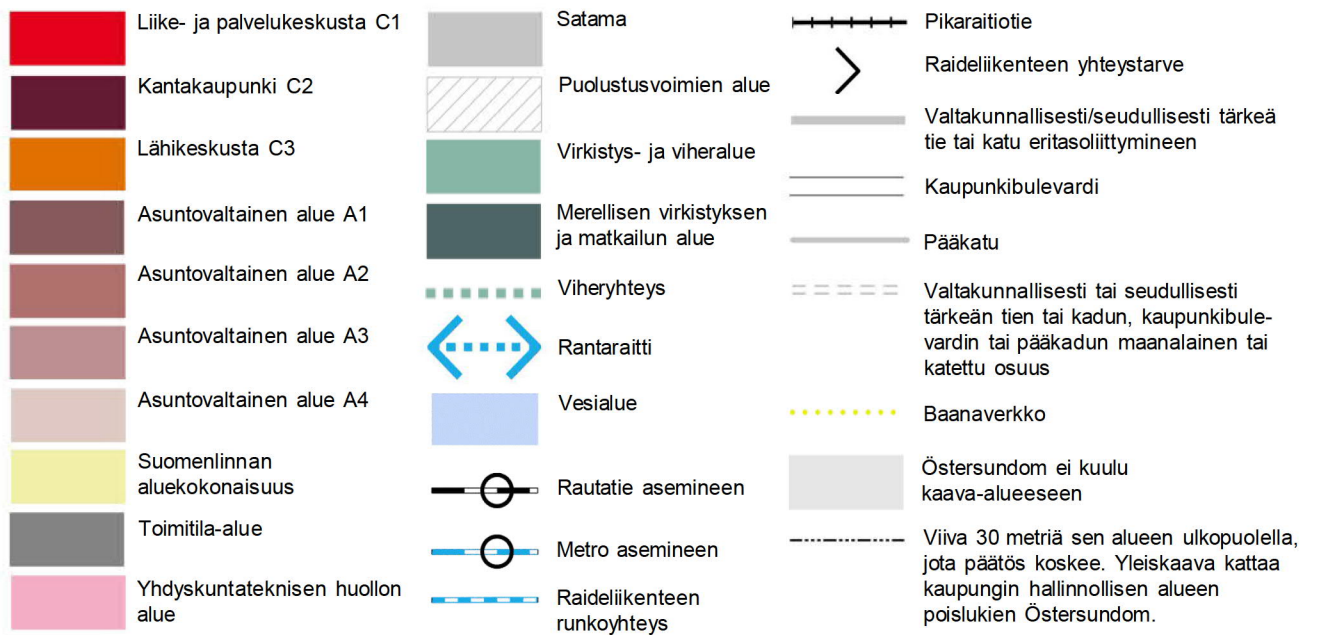 Liike- ja palvelukeskusta C1
Kantakaupunki C2
Lähikeskusta C3
Asuntovaltainen alue A1
Asuntovaltainen alue A2
Asuntovaltainen alue A3
Asuntovaltainen alue A4
Suomenlinnan
aluekokonaisuus
Toimitila-alue
Yhdyskuntateknisen huollon
alue
Satama
Puolustusvoimien alue
Virkistys- ja viheralue
Merellisen virkistyksen
ja matkailun alue
Viheryhteys
Rantaraitti
Vesialue
Rautatie asemineen
Metro asemineen
Raideliikenteen
runkoyhteys
Pikaraitiotie
Raideliikenteen yhteystarve
Valtakunnallisesti/seudullisesti tärkeä
tie tai katu eritasoliittymineen
Kaupunkibulevardi
Pääkatu
Valtakunnallisesti tai seudullisesti
tärkeän tien tai kadun, kaupunkibule-
vardin tai pääkadun maanalainen tai
katettu osuus
Baanaverkko
Östersundom ei kuulu
kaava-alueeseen
Viiva 30 metriä sen alueen ulkopuolella,
jota päätös koskee. Yleiskaava kattaa
kaupungin hallinnollisen alueen
poislukien Östersundom.